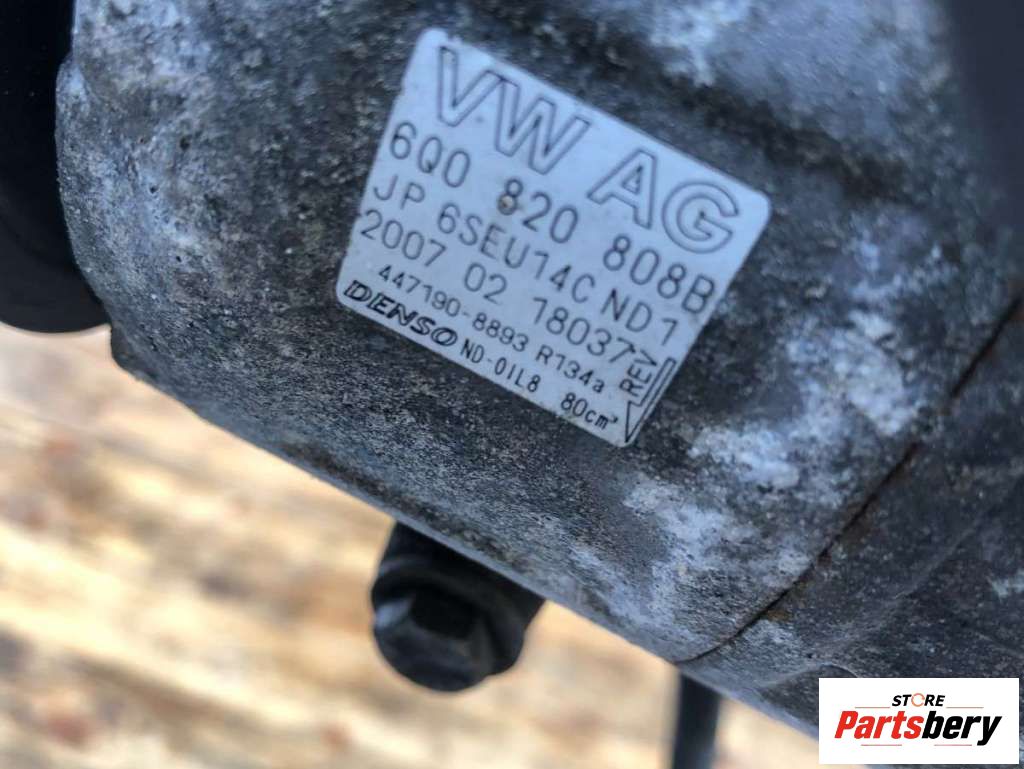 VW AG
6Q0 820 808B
JP 6SEU14C ND1
2007 02 18037
447190-8893 R134a
DENSO ND-OIL8 80cm³
REV
STORE
Partsbery